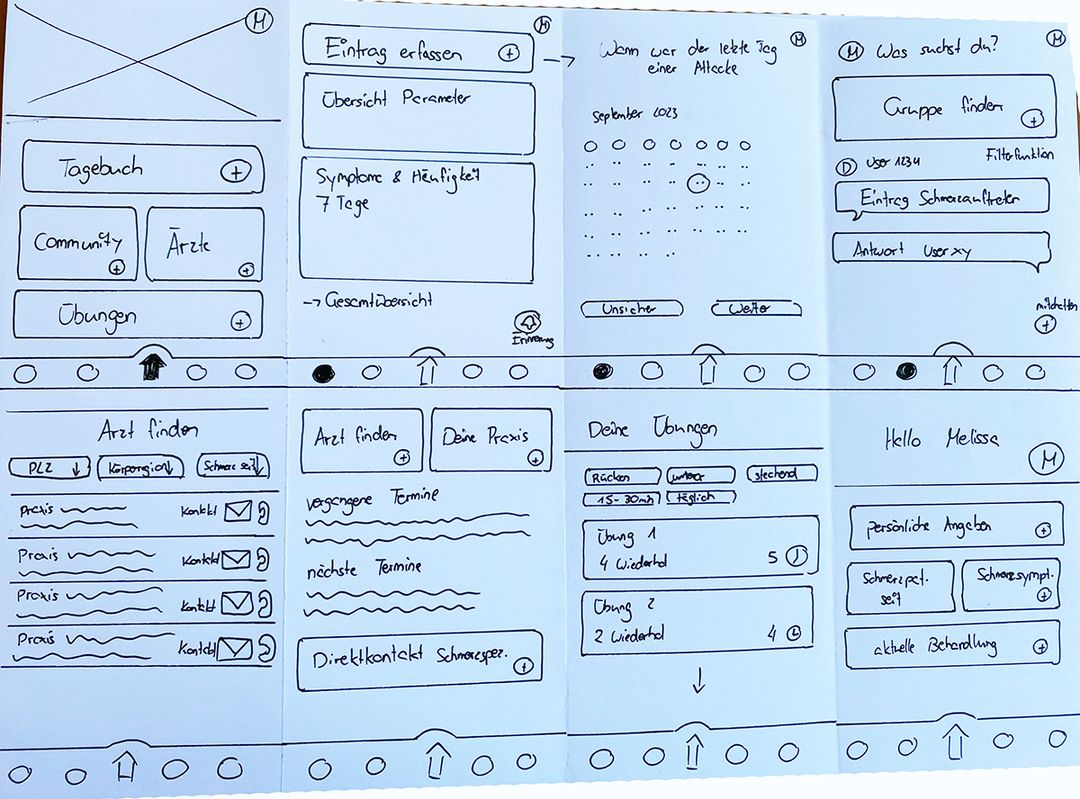 M
Tagebuch
Community
Ärzte
Übungen
M
Eintrag erfassen
Übersicht Parameter
Symptome & Häufigkeit
7 Tage
→ Gesamtübersicht
Erinnerung
M
Wann war der letzte Tag
einer Attacke
September 2023
Unsicher
Weiter
M
M Was suchst du?
Gruppe finden
Filterfunktion
D User 1234
Eintrag Schmerzauftreten
Antwort User xy
Arzt finden
PLZ
Körperregion
Schmerz seit
Praxis
Kontakt
Praxis
Kontakt
Praxis
Kontakt
Praxis
Kontakt
Arzt finden
Deine Praxis
vergangene Termine
nächste Termine
Direktkontakt Schmerzspez.
Deine Übungen
Rücken
stechend
15-30min
täglich
Übung 1
4 Wiederhol
5
Übung 2
2 Wiederhol
4
Hello Melissa
M
persönliche Angaben
Schmerzpat.
seit
Schmerzsympt.
aktuelle Behandlung